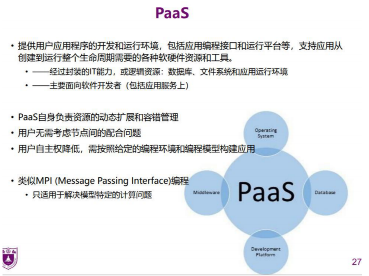 PaaS
• 提供用户应用程序的开发和运行环境，包括应用编程接口和运行平台等，支持应用从
创建到运行整个生命周期需要的各种软硬件资源和工具。
• ——经过封装的IT能力，或逻辑资源：数据库、文件系统和应用运行环境
• ——主要面向软件开发者（包括应用服务上）
• PaaS自身负责资源的动态扩展和容错管理
• 用户无需考虑节点间的配合问题
• 用户自主权降低，需按照给定的编程环境和编程模型构建应用
• 类似MPI (Message Passing Interface)编程
• 只适用于解决模型特定的计算问题
Operating
System
Middleware
PaaS
Database
Development
Platform
27